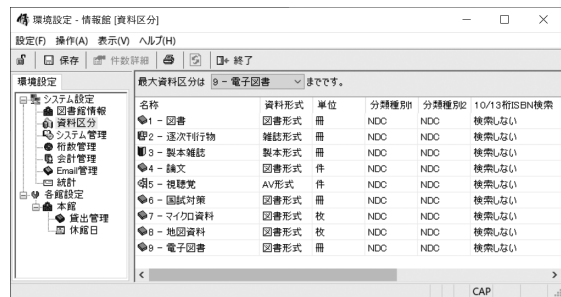 環境設定 - 情報館 [資料区分]
設定(F) 操作(A) 表示(V) ヘルプ(H)
保存 件数詳細 終了
環境設定
最大資料区分は 9 - 電子図書 までです。
システム設定
図書館情報
資料区分
システム管理
桁数管理
会計管理
Email管理
統計
各館設定
本館
貸出管理
休館日
名称 資料形式 単位 分類種別1 分類種別2 10/13桁ISBN検索
1 - 図書 図書形式 冊 NDC NDC 検索しない
2 - 逐次刊行物 雑誌形式 冊 NDC NDC 検索しない
3 - 製本雑誌 製本形式 冊 NDC NDC 検索しない
4 - 論文 図書形式 件 NDC NDC 検索しない
5 - 視聴覚 AV形式 件 NDC NDC 検索しない
6 - 国試対策 図書形式 冊 NDC NDC 検索しない
7 - マイクロ資料 図書形式 枚 NDC NDC 検索しない
8 - 地図資料 図書形式 枚 NDC NDC 検索しない
9 - 電子図書 図書形式 冊 NDC NDC 検索しない
CAP